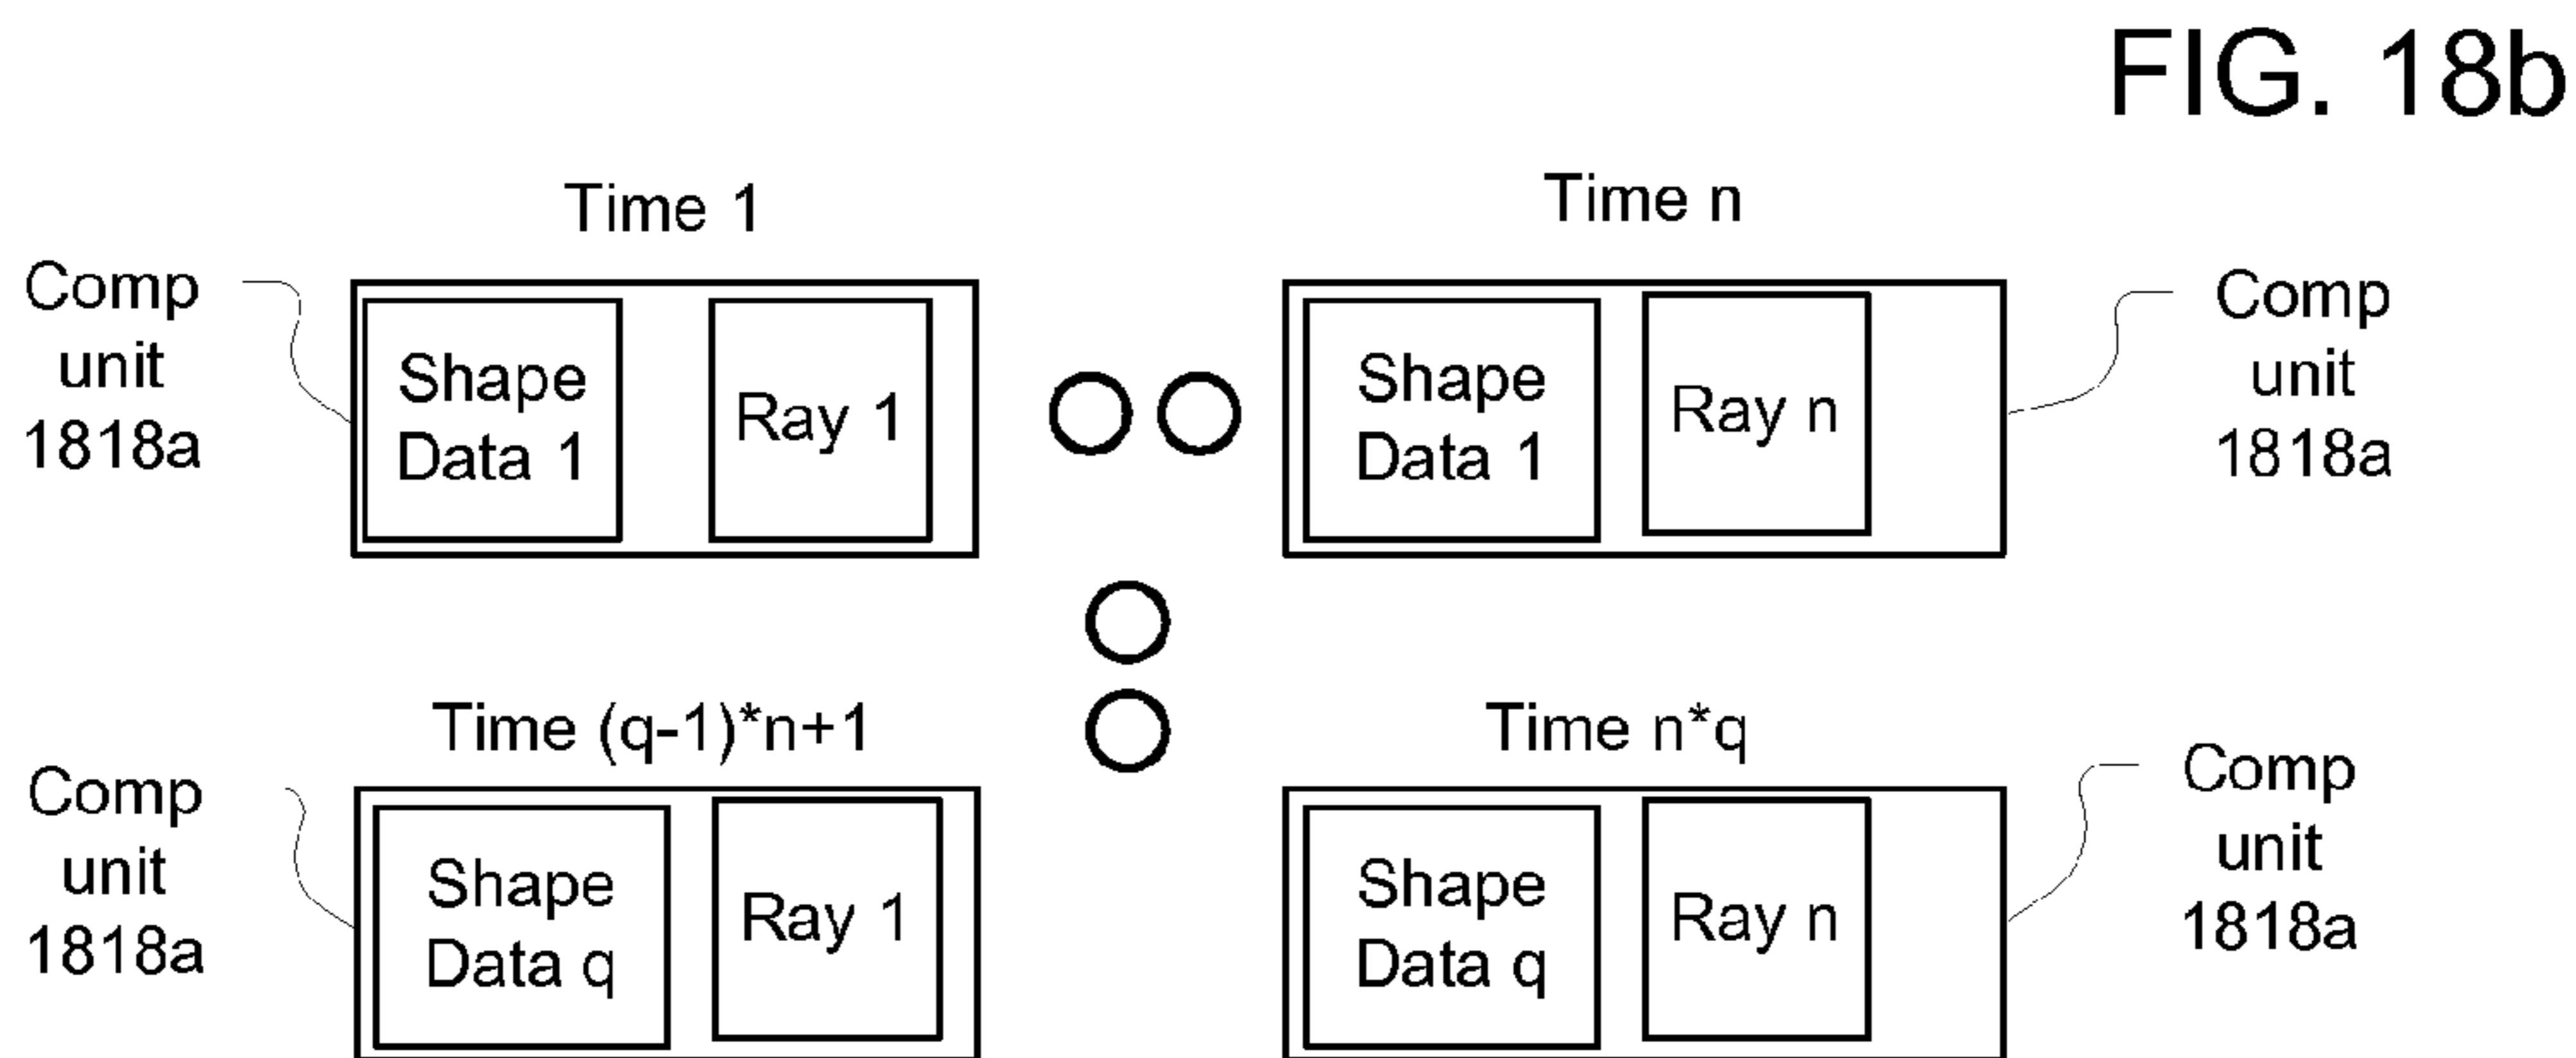 FIG. 18b
Time 1
Time n
Comp
unit
1818a
Shape
Data 1
Ray 1
Shape
Data 1
Ray n
Comp
unit
1818a
Time (q-1)*n+1
Time n*q
Comp
unit
1818a
Shape
Data q
Ray 1
Shape
Data q
Ray n
Comp
unit
1818a